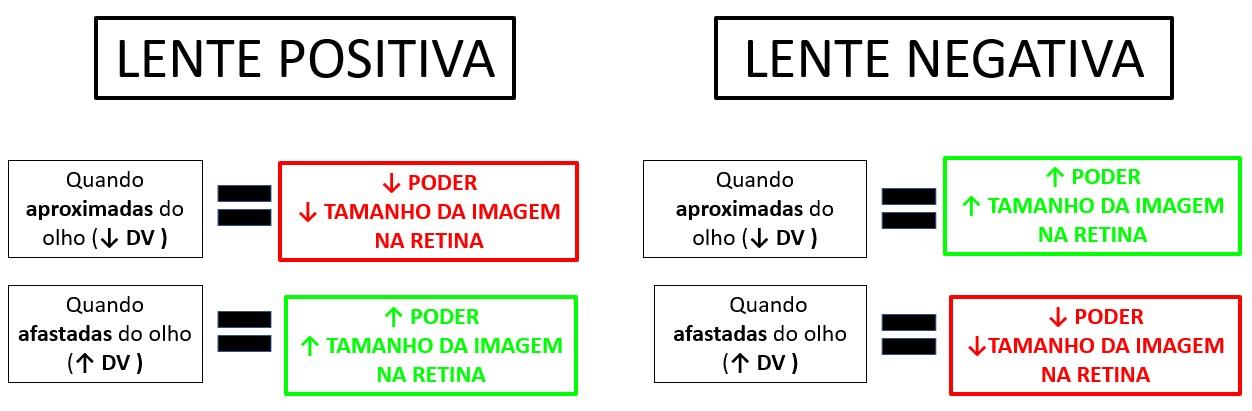 LENTE POSITIVA
Quando
aproximadas do
olho (↓ DV )
↓ PODER
↓ TAMANHO DA IMAGEM
NA RETINA
Quando
afastadas do olho
(↑ DV )
↑ PODER
↑ TAMANHO DA IMAGEM
NA RETINA
LENTE NEGATIVA
Quando
aproximadas do
olho (↓ DV )
↑ PODER
↑ TAMANHO DA IMAGEM
NA RETINA
Quando
afastadas do olho
(↑ DV )
↓ PODER
↓TAMANHO DA IMAGEM
NA RETINA